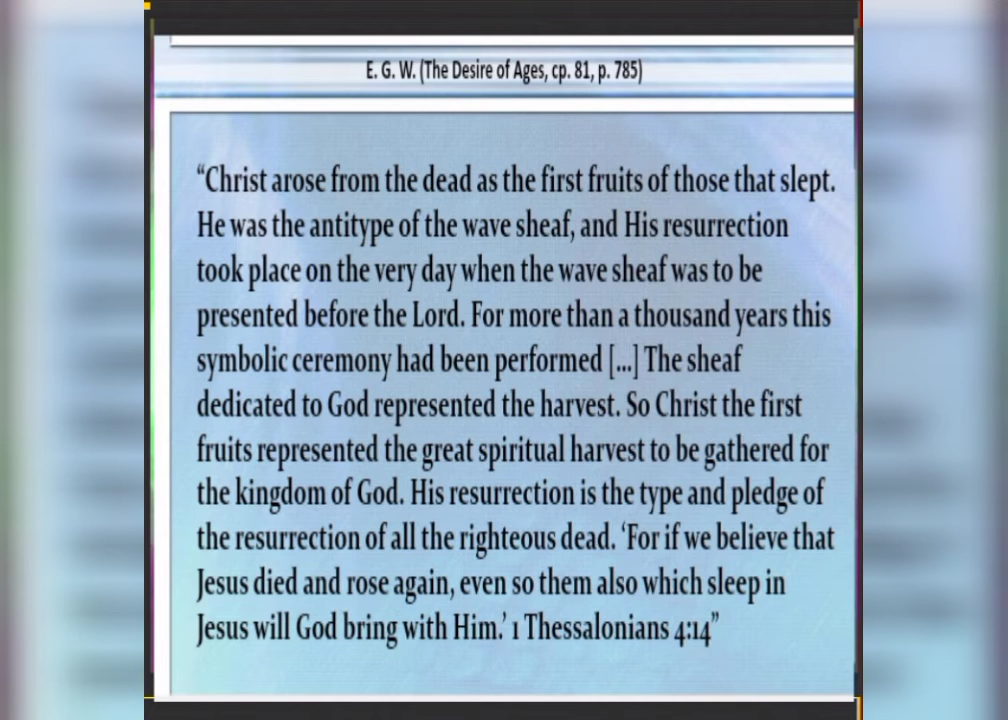 E. G. W. (The Desire of Ages, cp. 81, p. 785)
“Christ arose from the dead as the first fruits of those that slept.
He was the antitype of the wave sheaf, and His resurrection
took place on the very day when the wave sheaf was to be
presented before the Lord. For more than a thousand years this
symbolic ceremony had been performed [...] The sheaf
dedicated to God represented the harvest. So Christ the first
fruits represented the great spiritual harvest to be gathered for
the kingdom of God. His resurrection is the type and pledge of
the resurrection of all the righteous dead. ‘For if we believe that
Jesus died and rose again, even so them also which sleep in
Jesus will God bring with Him.’ 1 Thessalonians 4:14”